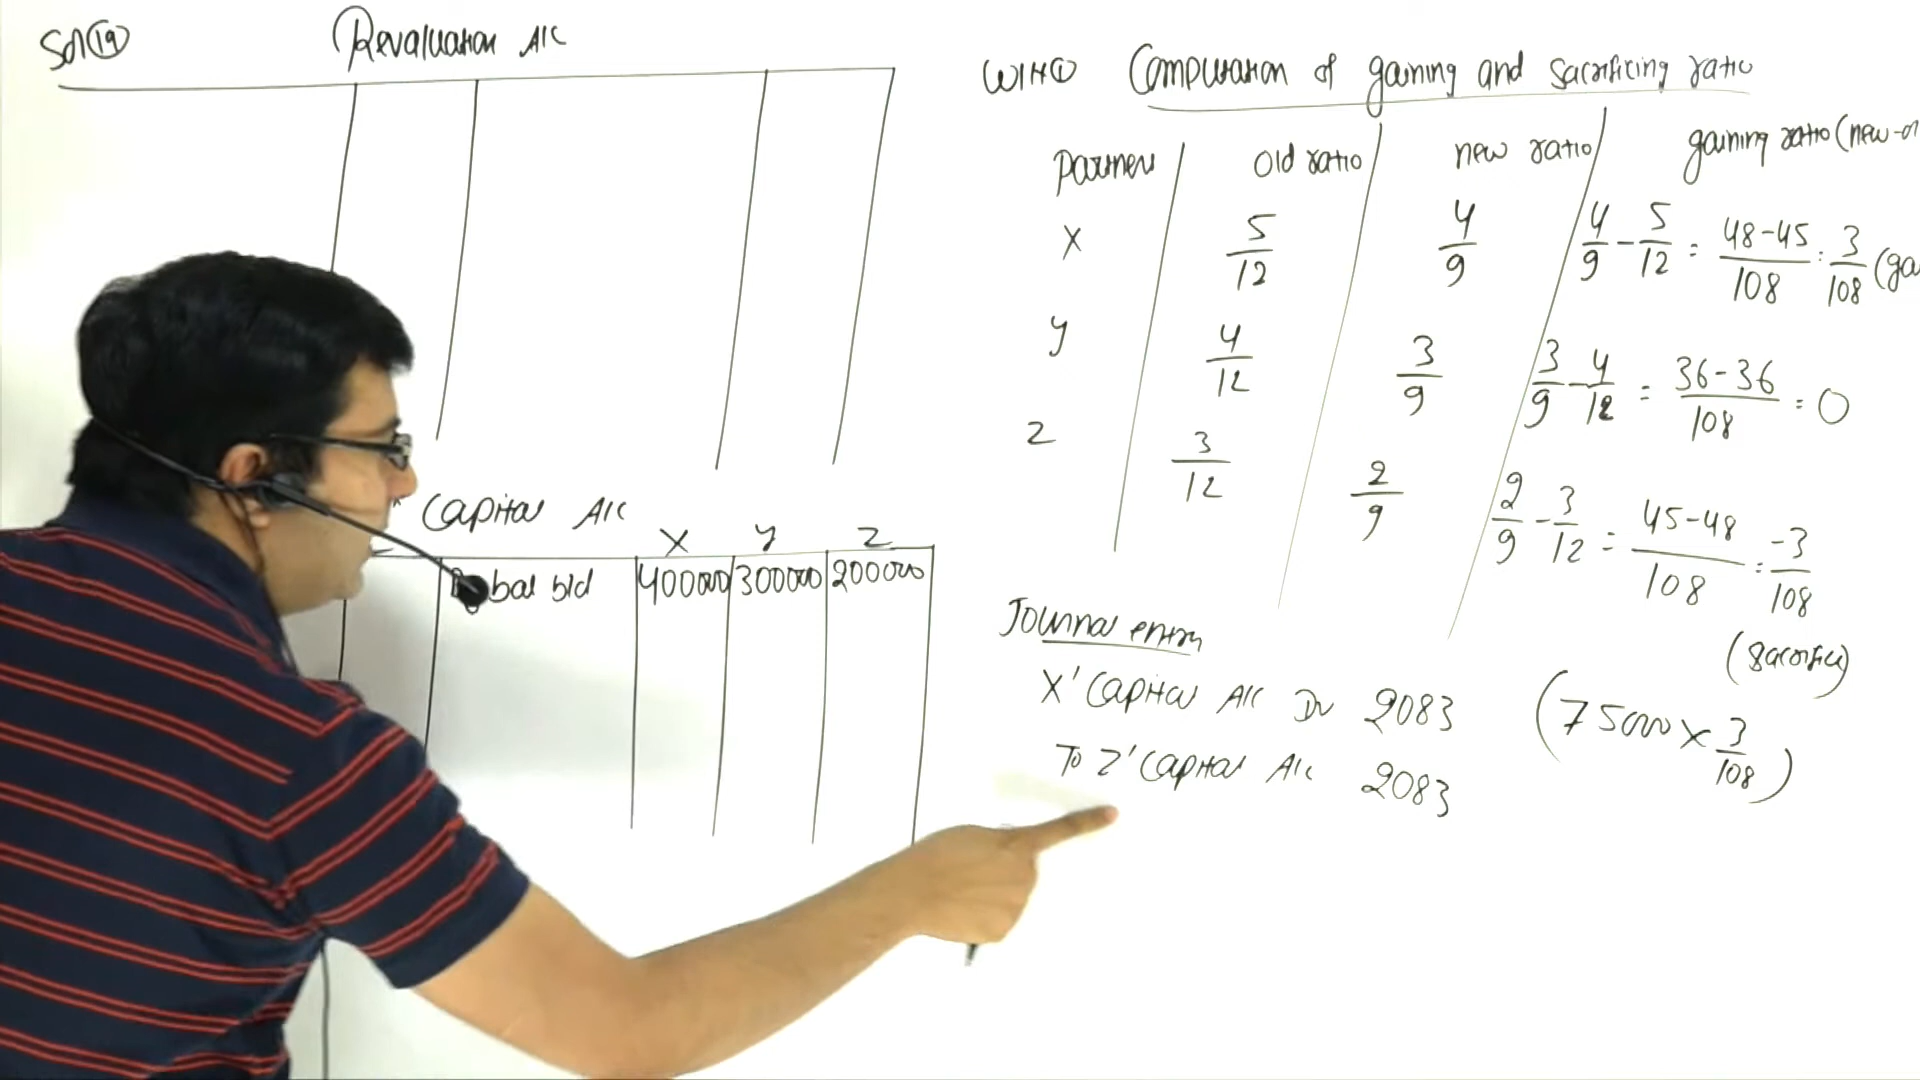 Sol 19
Revaluation A/c
Capital A/c
X Y Z
bal b/d 400000 300000 200000
WIN① Computation of gaining and sacrificing ratio
Partners old ratio new ratio gaining ratio (new-
X 5/12 4/9 4/9 - 5/12 = 48-45/108 = 3/108 (ga
Y 4/12 3/9 3/9 - 4/12 = 36-36/108 = 0
Z 3/12 2/9 2/9 - 3/12 = 45-48/108 = -3/108
(sacrifice)
Journal entry
X' Capital A/c Dr 2083 (75000 × 3/108)
To Z' Capital A/c 2083